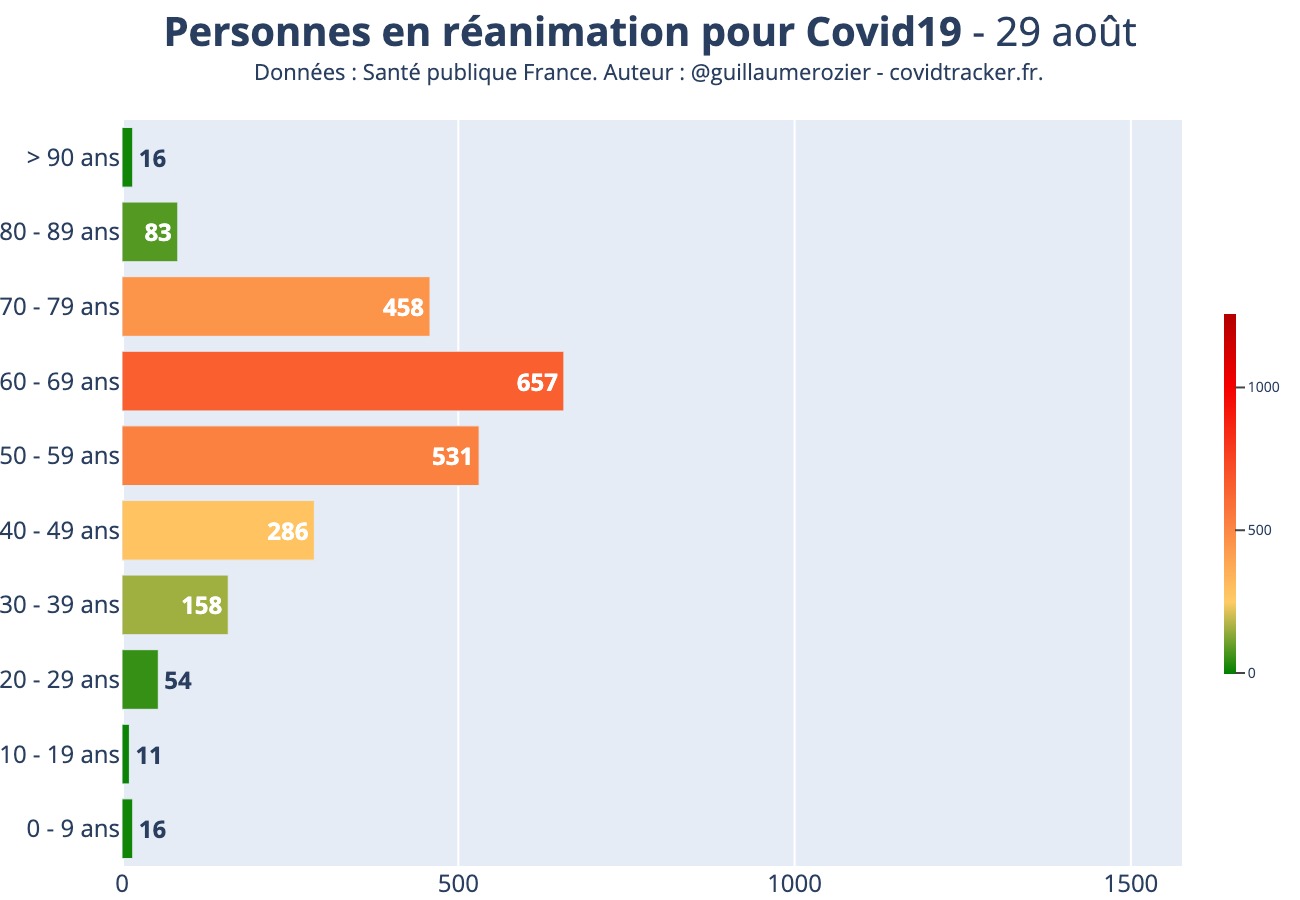 Personnes en réanimation pour Covid19 - 29 août
Données : Santé publique France. Auteur : @guillaumerozier - covidtracker.fr.
> 90 ans 16
80 - 89 ans 83
70 - 79 ans 458
60 - 69 ans 657
50 - 59 ans 531
40 - 49 ans 286
30 - 39 ans 158
20 - 29 ans 54
10 - 19 ans 11
0 - 9 ans 16
0 500 1000 1500
1000
500
0